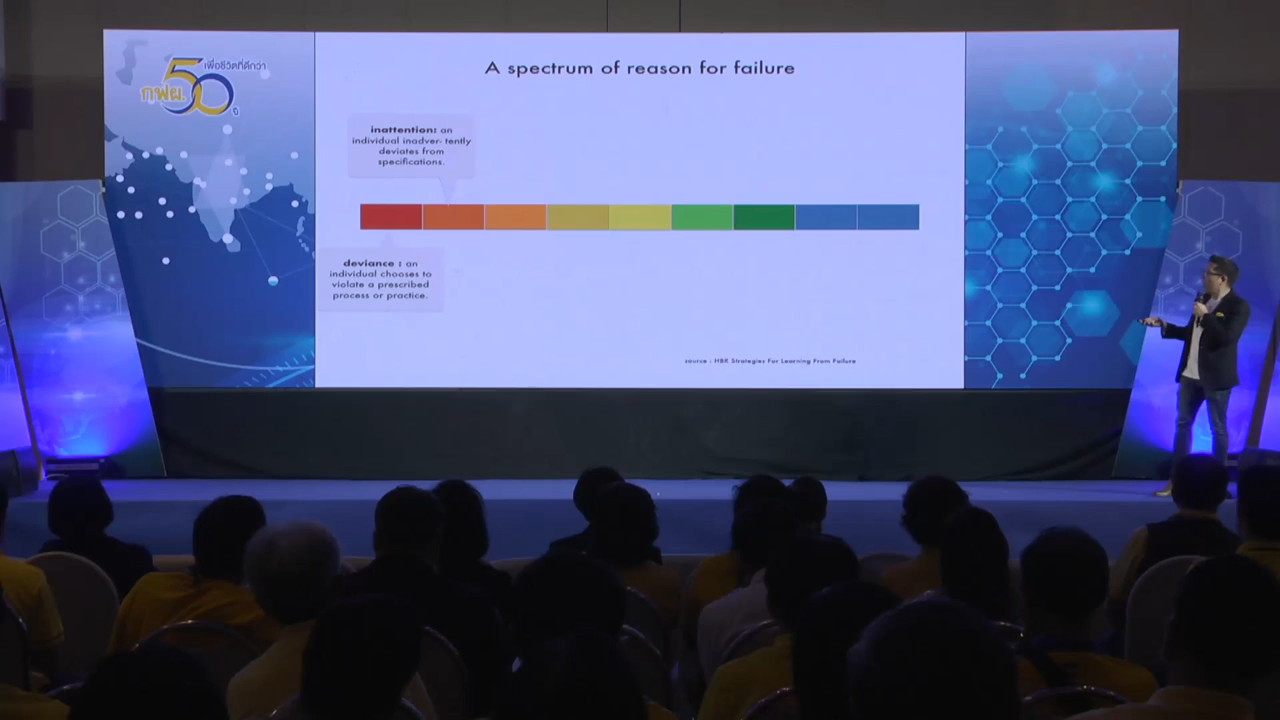 เพื่อชีวิตที่ดีกว่า
กฟผ. 50 ปี
A spectrum of reason for failure
inattention: an
individual inadver- tently
deviates from
specifications.
deviance : an
individual chooses to
violate a prescribed
process or practice.
source : HBR Strategies For Learning From Failure